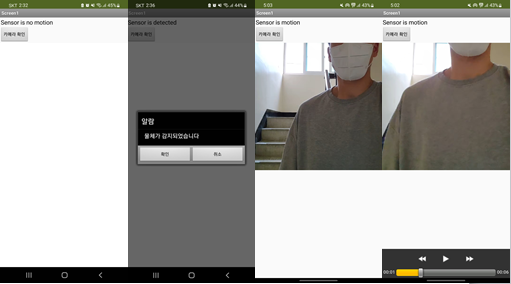 SKT 2:32
45%
Screen1
Sensor is motion
카메라 확인
SKT 2:36
44%
Screen1
Sensor is detected
카메라 확인
알람
물체가 감지되었습니다
확인
취소
5:03
43%
Screen1
Sensor is motion
카메라 확인
5:02
43%
Screen1
Sensor is motion
카메라 확인
00:01
00:06